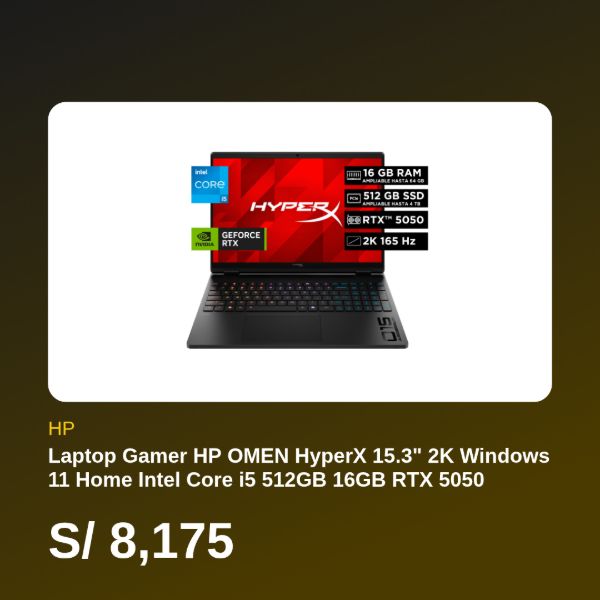 intel
CORE
i5
NVIDIA
GEFORCE
RTX
HYPERX
16 GB RAM
AMPLIABLE HASTA 64 GB
PCIe
512 GB SSD
AMPLIABLE HASTA 4 TB
RTX™ 5050
2K 165 Hz
HP
Laptop Gamer HP OMEN HyperX 15.3" 2K Windows
11 Home Intel Core i5 512GB 16GB RTX 5050
S/ 8,175